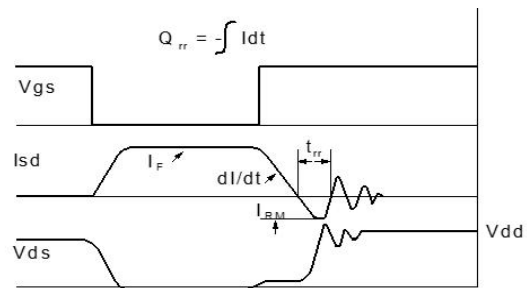 Q rr = -∫ Idt
Vgs
Isd
I F
dI/dt
t rr
I RM
Vds
Vdd